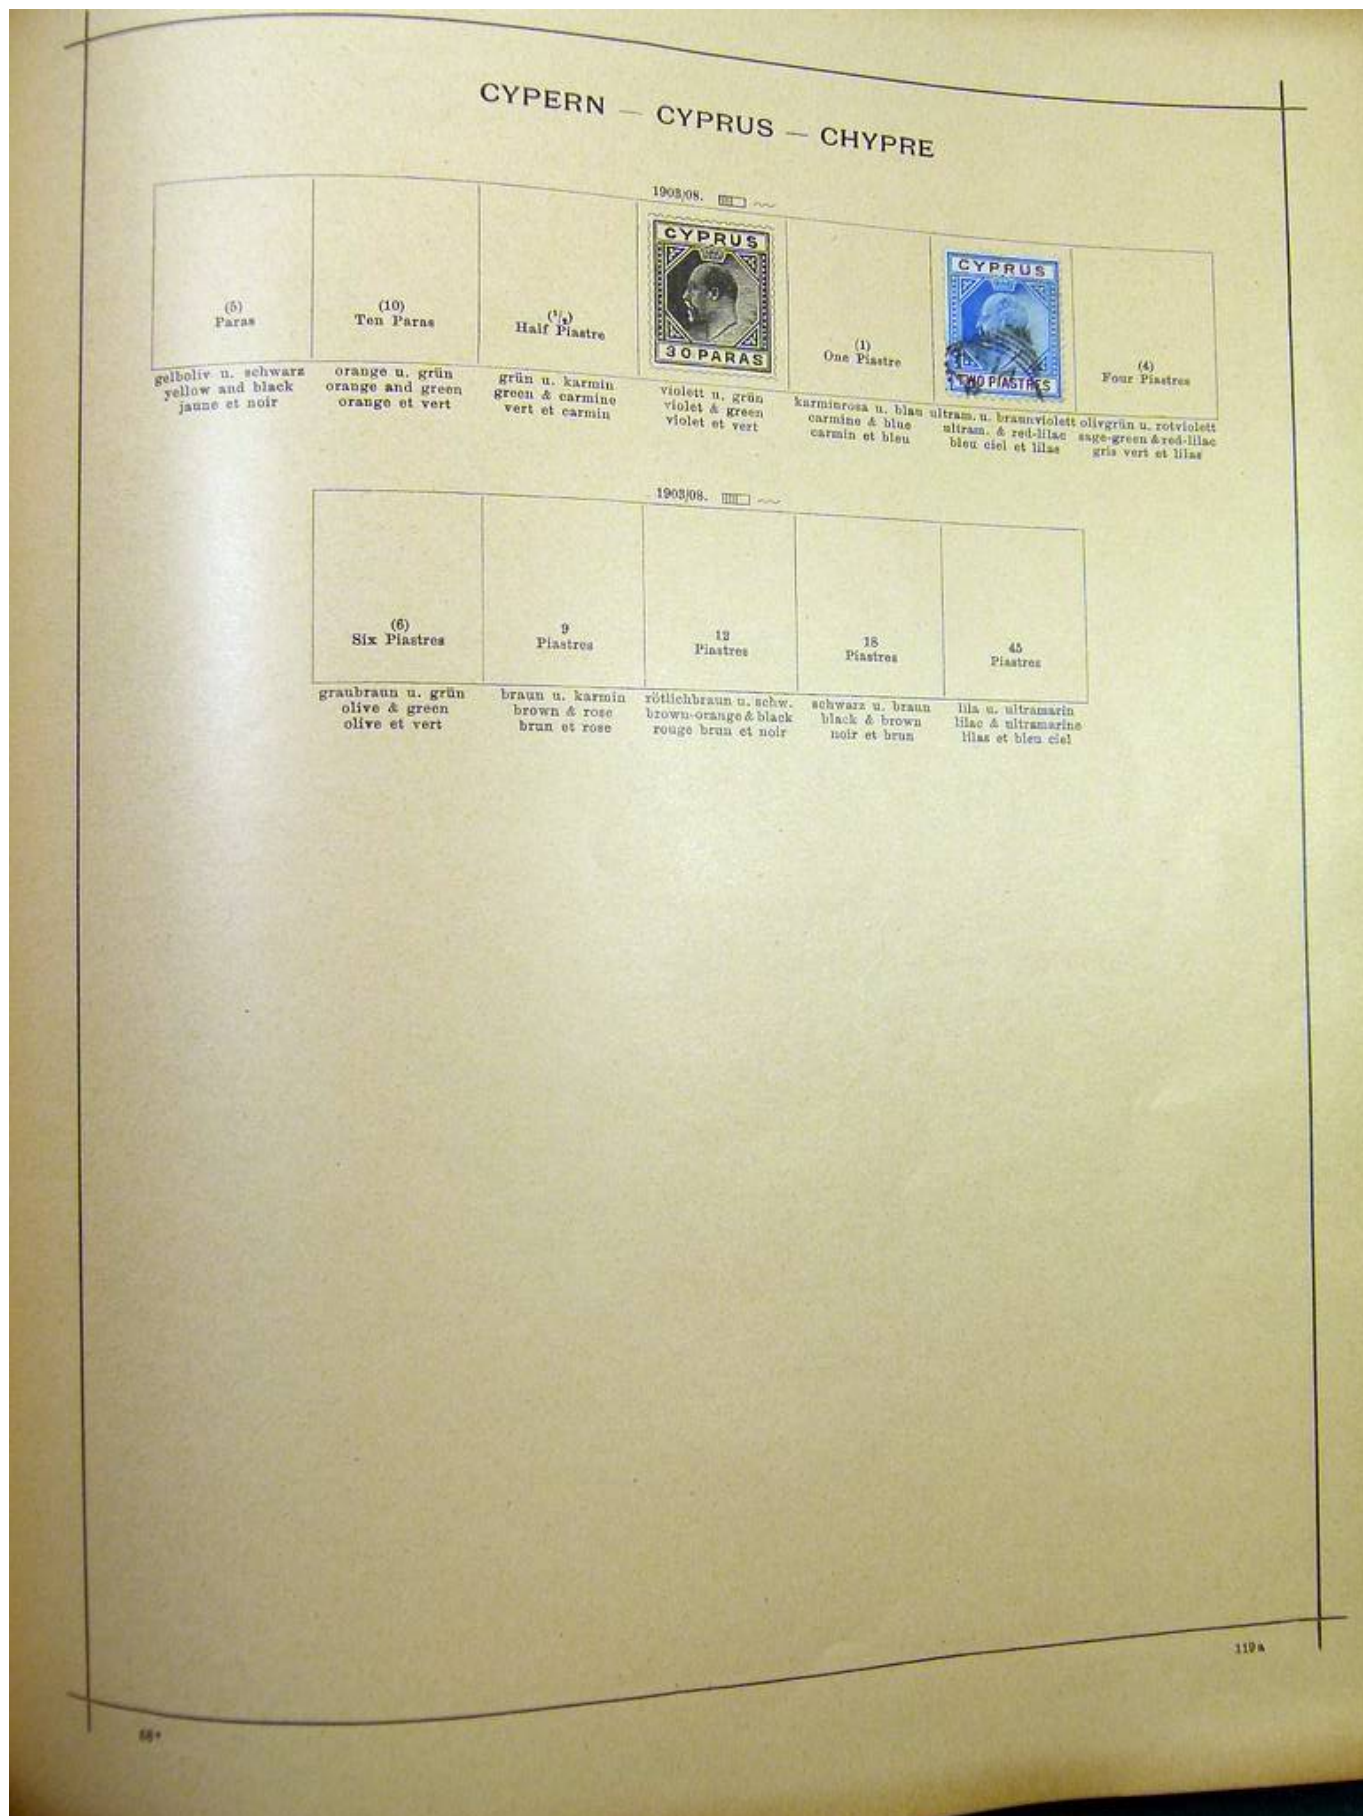 CYPERN — CYPRUS — CHYPRE
1903/08.
(5)
Paras
gelboliv u. schwarz
yellow and black
jaune et noir
(10)
Ten Paras
orange u. grün
orange and green
orange et vert
(1/2)
Half Piastre
grün u. karmin
green & carmine
vert et carmin
CYPRUS
30 PARAS
violett u. grün
violet & green
violet et vert
(1)
One Piastre
karminrosa u. blau
carmine & blue
carmin et bleu
CYPRUS
TWO PIASTRES
ultram. u. braunviolett
ultram. & red-lilac
bleu ciel et lilas
(4)
Four Piastres
olivgrün u. rotviolett
sage-green & red-lilac
gris vert et lilas
1903/08.
(6)
Six Piastres
graubraun u. grün
olive & green
olive et vert
9
Piastres
braun u. karmin
brown & rose
brun et rose
12
Piastres
rötlichbraun u. schw.
brown-orange & black
rouge brun et noir
18
Piastres
schwarz u. braun
black & brown
noir et brun
45
Piastres
lila u. ultramarin
lilac & ultramarine
lilas et bleu ciel
119a